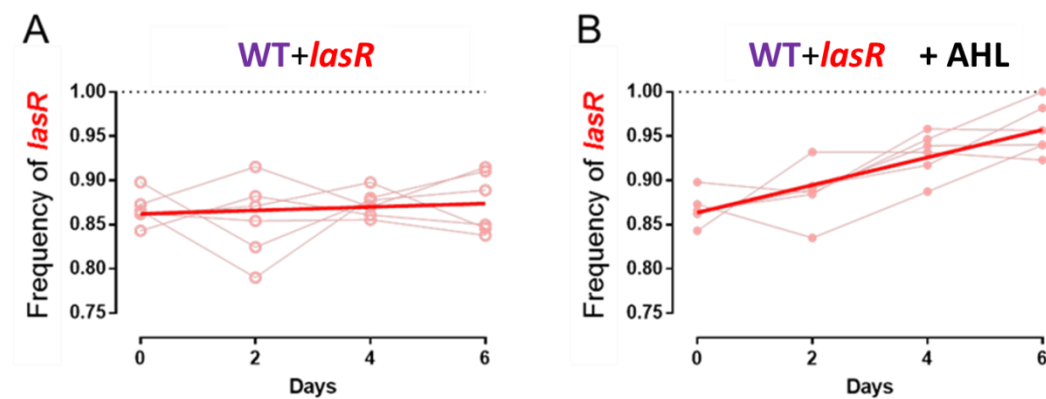 A
WT+lasR
Frequency of lasR
1.00
0.95
0.90
0.85
0.80
0.75
0 2 4 6
Days
B
WT+lasR + AHL
Frequency of lasR
1.00
0.95
0.90
0.85
0.80
0.75
0 2 4 6
Days